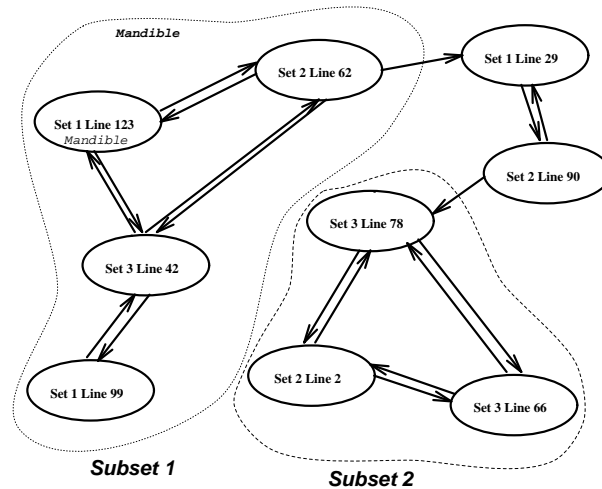 Mandible
Set 2 Line 62
Set 1 Line 29
Set 1 Line 123
Mandible
Set 2 Line 90
Set 3 Line 78
Set 3 Line 42
Set 2 Line 2
Set 1 Line 99
Set 3 Line 66
Subset 1
Subset 2